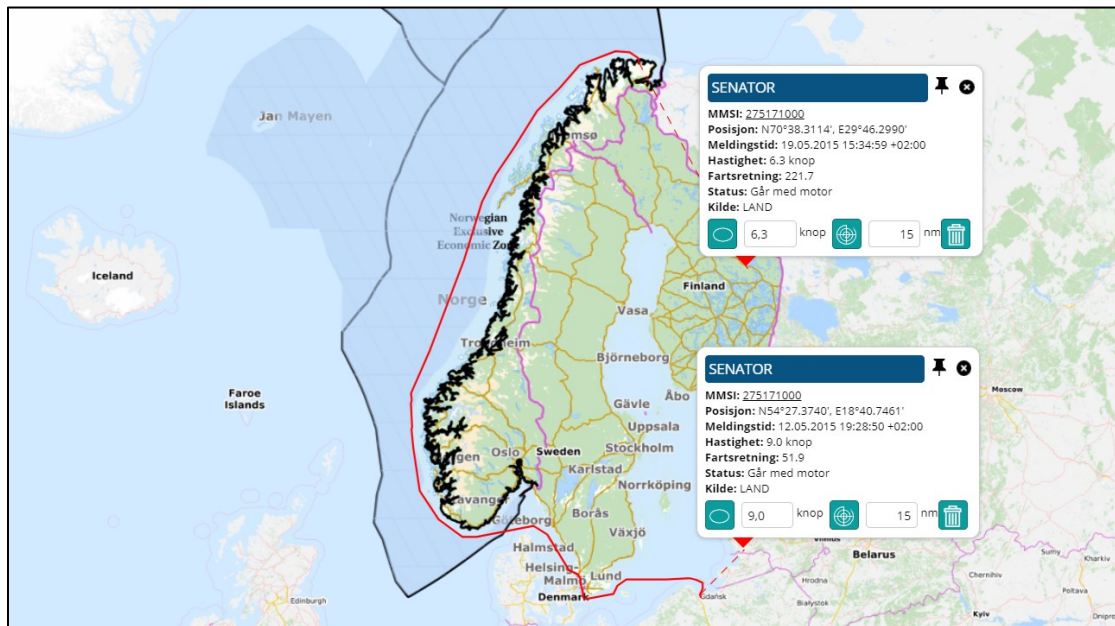 Jan Mayen
Iceland
Faroe
Islands
Edinburgh
Norwegian
Exclusive
Economic Zone
Norge
Trondheim
Oslo
Sweden
Karlstad
Göteborg
Halmstad
Helsing-
Malmö
Lund
Denmark
Borås
Växjö
Norrköping
Stockholm
Uppsala
Gävle
Åbo
Björneborg
Vasa
Finland
Gdańsk
SENATOR
MMSI: 275171000
Posisjon: N70°38.3114', E29°46.2990'
Meldingstid: 19.05.2015 15:34:59 +02:00
Hastighet: 6.3 knop
Fartsretning: 221.7
Status: Går med motor
Kilde: LAND
6,3 knop 15 nm
SENATOR
MMSI: 275171000
Posisjon: N54°27.3740', E18°40.7461'
Meldingstid: 12.05.2015 19:28:50 +02:00
Hastighet: 9.0 knop
Fartsretning: 51.9
Status: Går med motor
Kilde: LAND
9,0 knop 15 nm
Moscow
Vilnius
Belarus
Hrodna
Białystok
Homiel
Chernihiv
Sumy
Kursk
Poltava
Kyiv
Dnipro